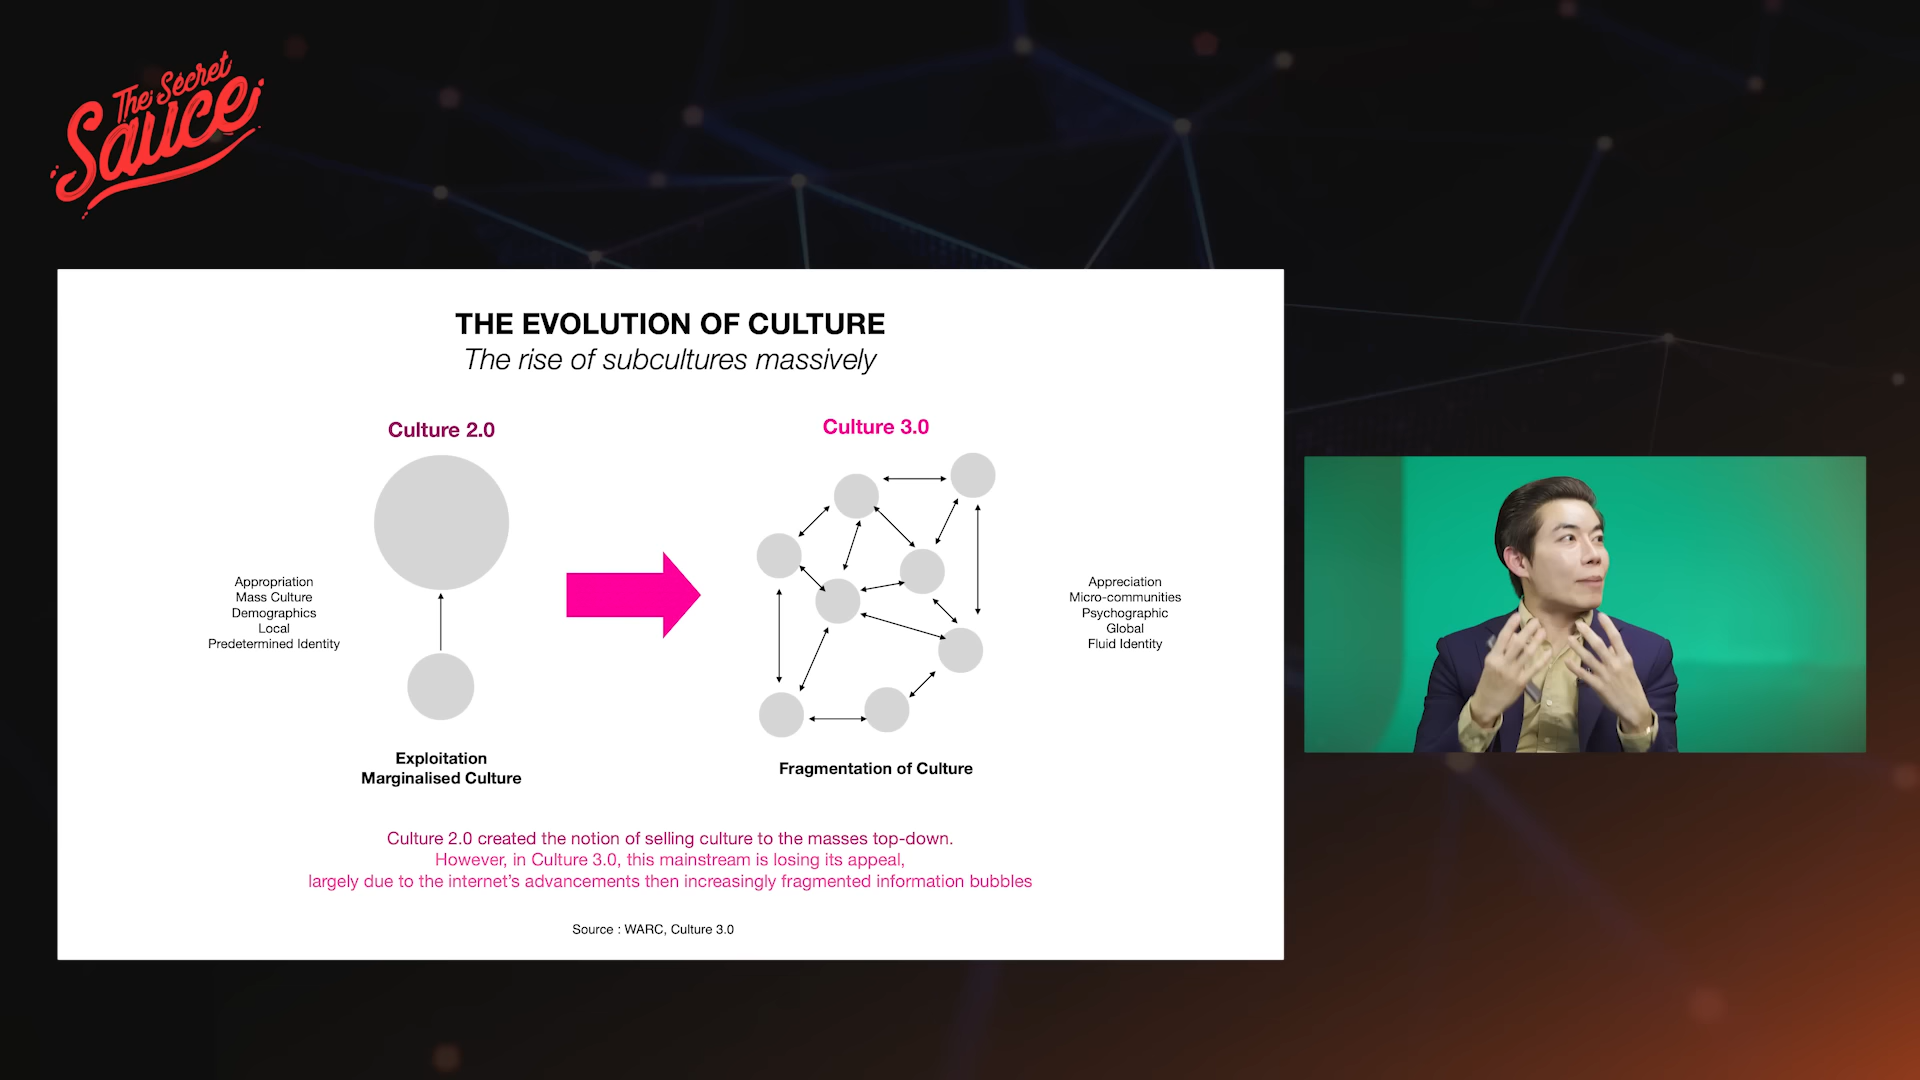 The Secret
Sauce
THE EVOLUTION OF CULTURE
The rise of subcultures massively
Culture 2.0
Culture 3.0
Appropriation
Mass Culture
Demographics
Local
Predetermined Identity
Appreciation
Micro-communities
Psychographic
Global
Fluid Identity
Exploitation
Marginalised Culture
Fragmentation of Culture
Culture 2.0 created the notion of selling culture to the masses top-down.
However, in Culture 3.0, this mainstream is losing its appeal,
largely due to the internet’s advancements then increasingly fragmented information bubbles
Source : WARC, Culture 3.0